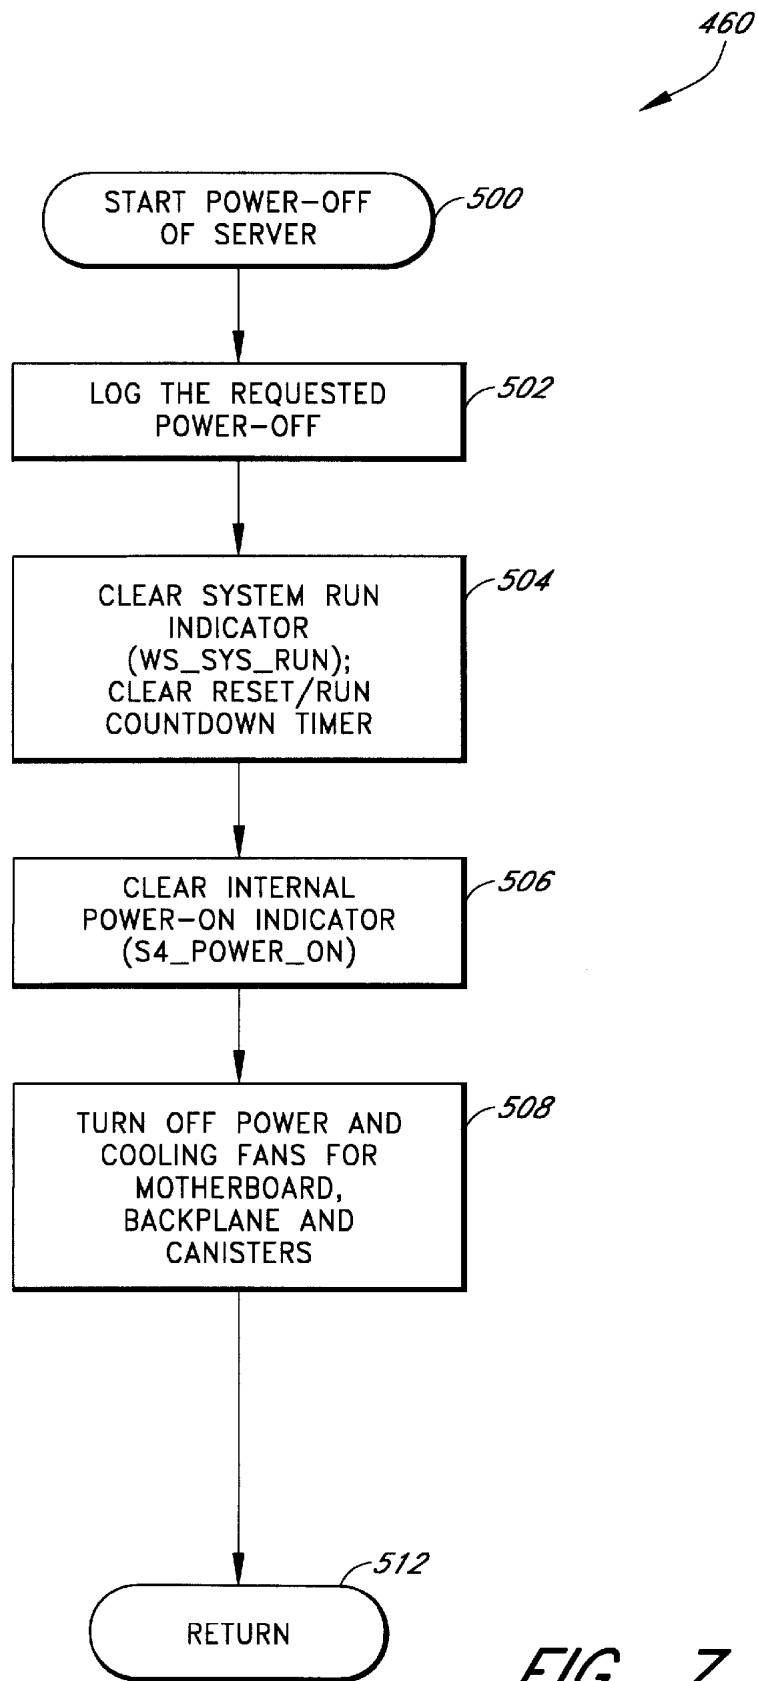 460
START POWER-OFF
OF SERVER
500
LOG THE REQUESTED
POWER-OFF
502
CLEAR SYSTEM RUN
INDICATOR
(WS_SYS_RUN);
CLEAR RESET/RUN
COUNTDOWN TIMER
504
CLEAR INTERNAL
POWER-ON INDICATOR
(S4_POWER_ON)
506
TURN OFF POWER AND
COOLING FANS FOR
MOTHERBOARD,
BACKPLANE AND
CANISTERS
508
RETURN
512
FIG. 7